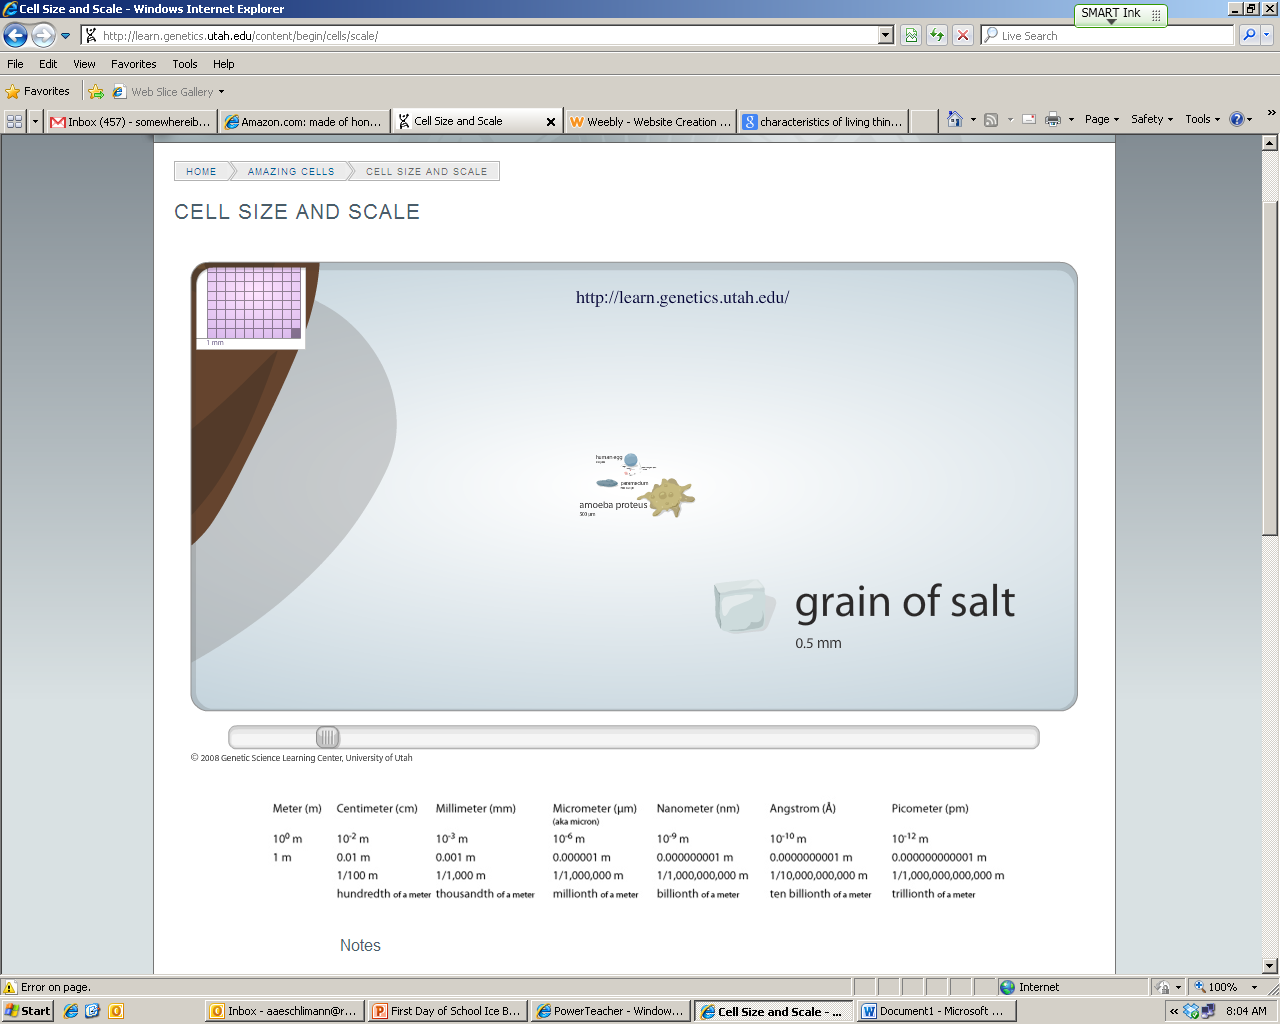 Cell Size and Scale - Windows Internet Explorer
SMART Ink
http://learn.genetics.utah.edu/content/begin/cells/scale/
Live Search
File Edit View Favorites Tools Help
Favorites Web Slice Gallery
Inbox (457) - somewhereib... Amazon.com: made of hon... Cell Size and Scale Weebly - Website Creation ... characteristics of living thin... Page Safety Tools
HOME AMAZING CELLS CELL SIZE AND SCALE
CELL SIZE AND SCALE
http://learn.genetics.utah.edu/
1 mm
human egg
paramecium
amoeba proteus
500 µm
grain of salt
0.5 mm
© 2008 Genetic Science Learning Center, University of Utah
Meter (m) Centimeter (cm) Millimeter (mm) Micrometer (µm) Nanometer (nm) Angstrom (Å) Picometer (pm)
(aka micron)
10⁰ m 10⁻² m 10⁻³ m 10⁻⁶ m 10⁻⁹ m 10⁻¹⁰ m 10⁻¹² m
1 m 0.01 m 0.001 m 0.000001 m 0.000000001 m 0.0000000001 m 0.000000000001 m
1/100 m 1/1,000 m 1/1,000,000 m 1/1,000,000,000 m 1/10,000,000,000 m 1/1,000,000,000,000 m
hundredth of a meter thousandth of a meter millionth of a meter billionth of a meter ten billionth of a meter trillionth of a meter
Notes
Error on page. Internet 100%
Start Inbox - aaeschlimann@r... First Day of School Ice B... PowerTeacher - Window... Cell Size and Scale - ... Document1 - Microsoft ... 8:04 AM